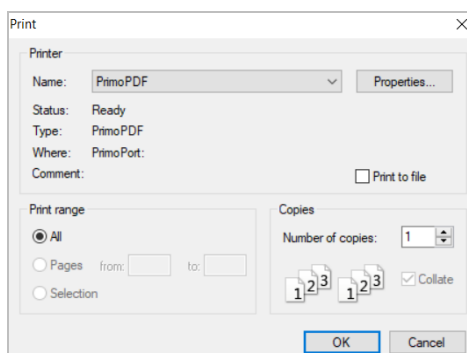 Print
Printer
Name: PrimoPDF Properties...
Status: Ready
Type: PrimoPDF
Where: PrimoPort:
Comment: Print to file
Print range
All
Pages from: to:
Selection
Copies
Number of copies: 1
1 2 3 1 2 3 Collate
OK Cancel